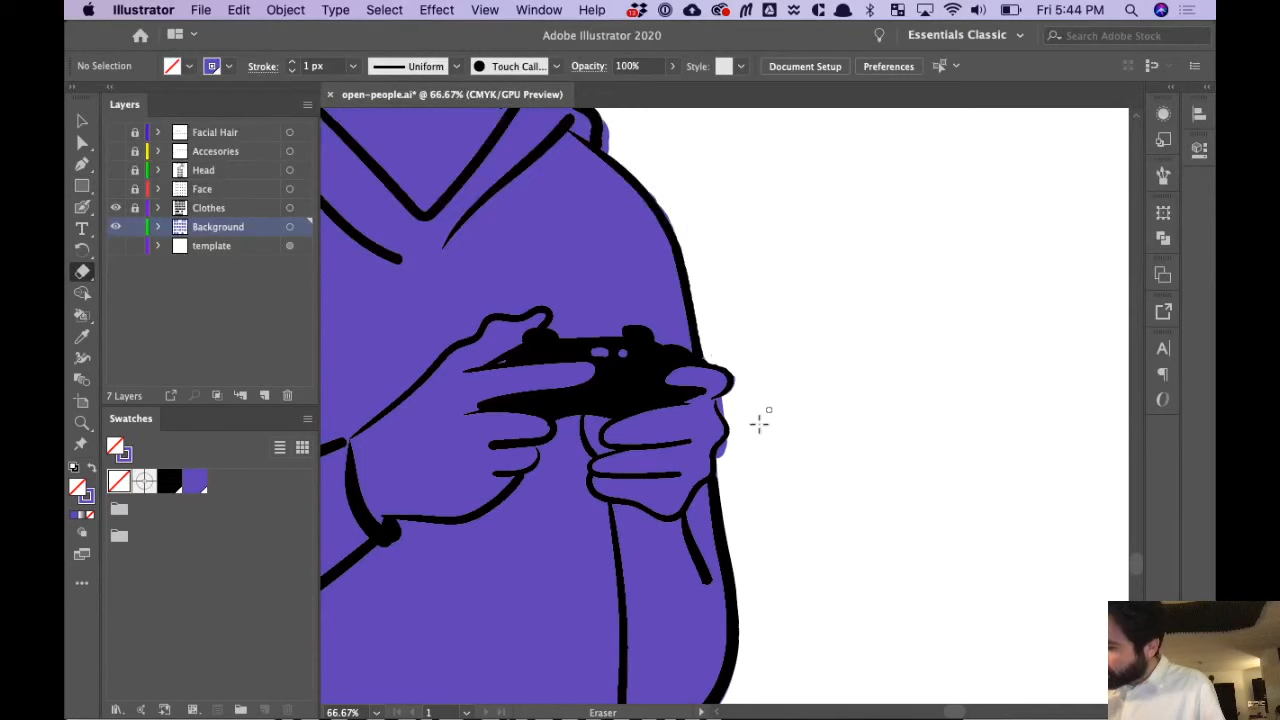 Illustrator File Edit Object Type Select Effect View Window Help Fri 5:44 PM
Adobe Illustrator 2020 Essentials Classic Search Adobe Stock
No Selection Stroke: 1 px Uniform Touch Call... Opacity: 100% Style: Document Setup Preferences
Layers
× open-people.ai* @ 66.67% (CMYK/GPU Preview)
Facial Hair
Accesories
Head
Face
Clothes
Background
template
7 Layers
Swatches
66.67% 1 Eraser